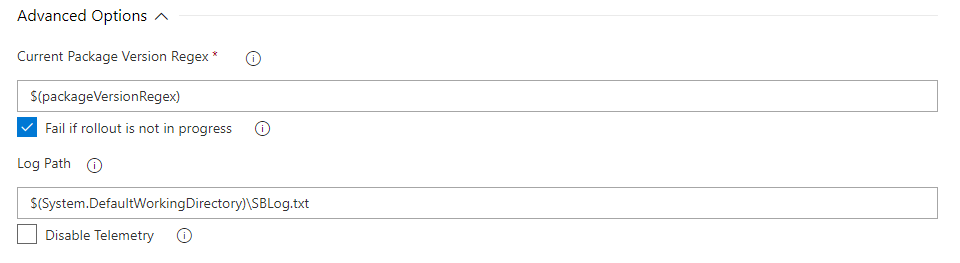 Advanced Options
Current Package Version Regex *
$(packageVersionRegex)
Fail if rollout is not in progress
Log Path
$(System.DefaultWorkingDirectory)\SBLog.txt
Disable Telemetry